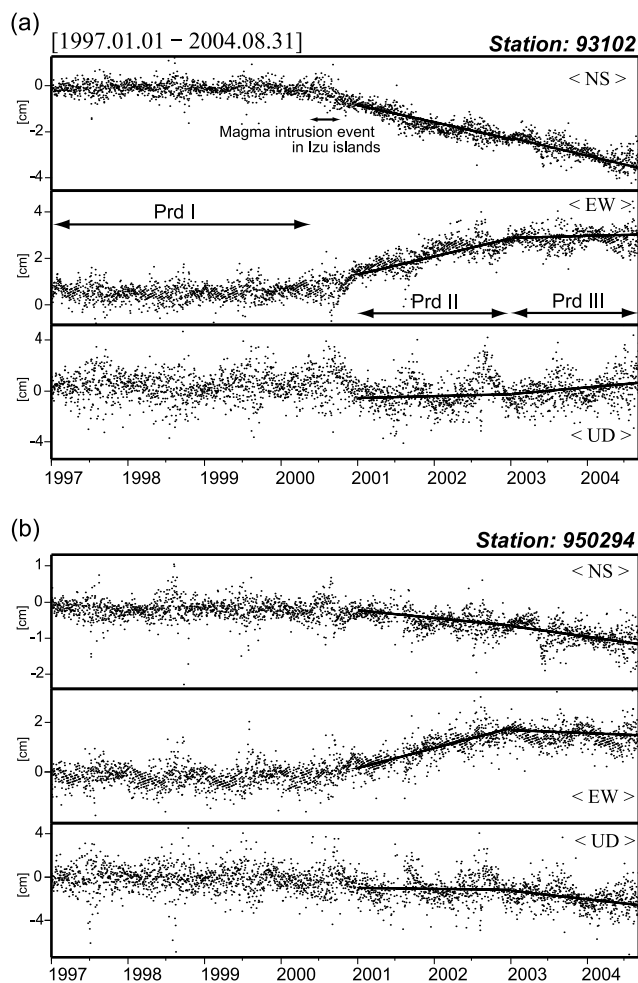 (a)
[1997.01.01 − 2004.08.31] Station: 93102
< NS >
[cm]
0
-2
-4
Magma intrusion event
in Izu islands
< EW >
[cm]
4
2
0
Prd I
Prd II
Prd III
[cm]
4
0
-4
< UD >
1997 1998 1999 2000 2001 2002 2003 2004
(b)
Station: 950294
< NS >
[cm]
1
0
-1
-2
[cm]
2
0
< EW >
< UD >
[cm]
4
0
-4
1997 1998 1999 2000 2001 2002 2003 2004